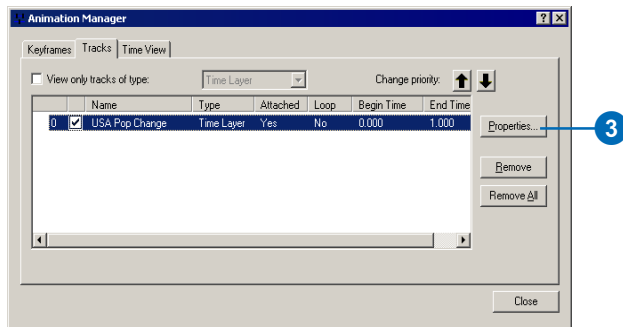 Animation Manager
Keyframes Tracks Time View
View only tracks of type: Time Layer Change priority:
Name Type Attached Loop Begin Time End Time
0 USA Pop Change Time Layer Yes No 0.000 1.000
Properties... 3
Remove
Remove All
Close